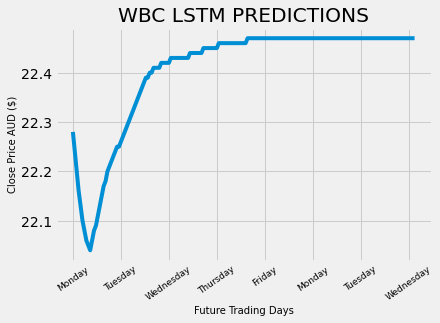 WBC LSTM PREDICTIONS
Close Price AUD ($)
22.4
22.3
22.2
22.1
Monday Tuesday Wednesday Thursday Friday Monday Tuesday Wednesday
Future Trading Days